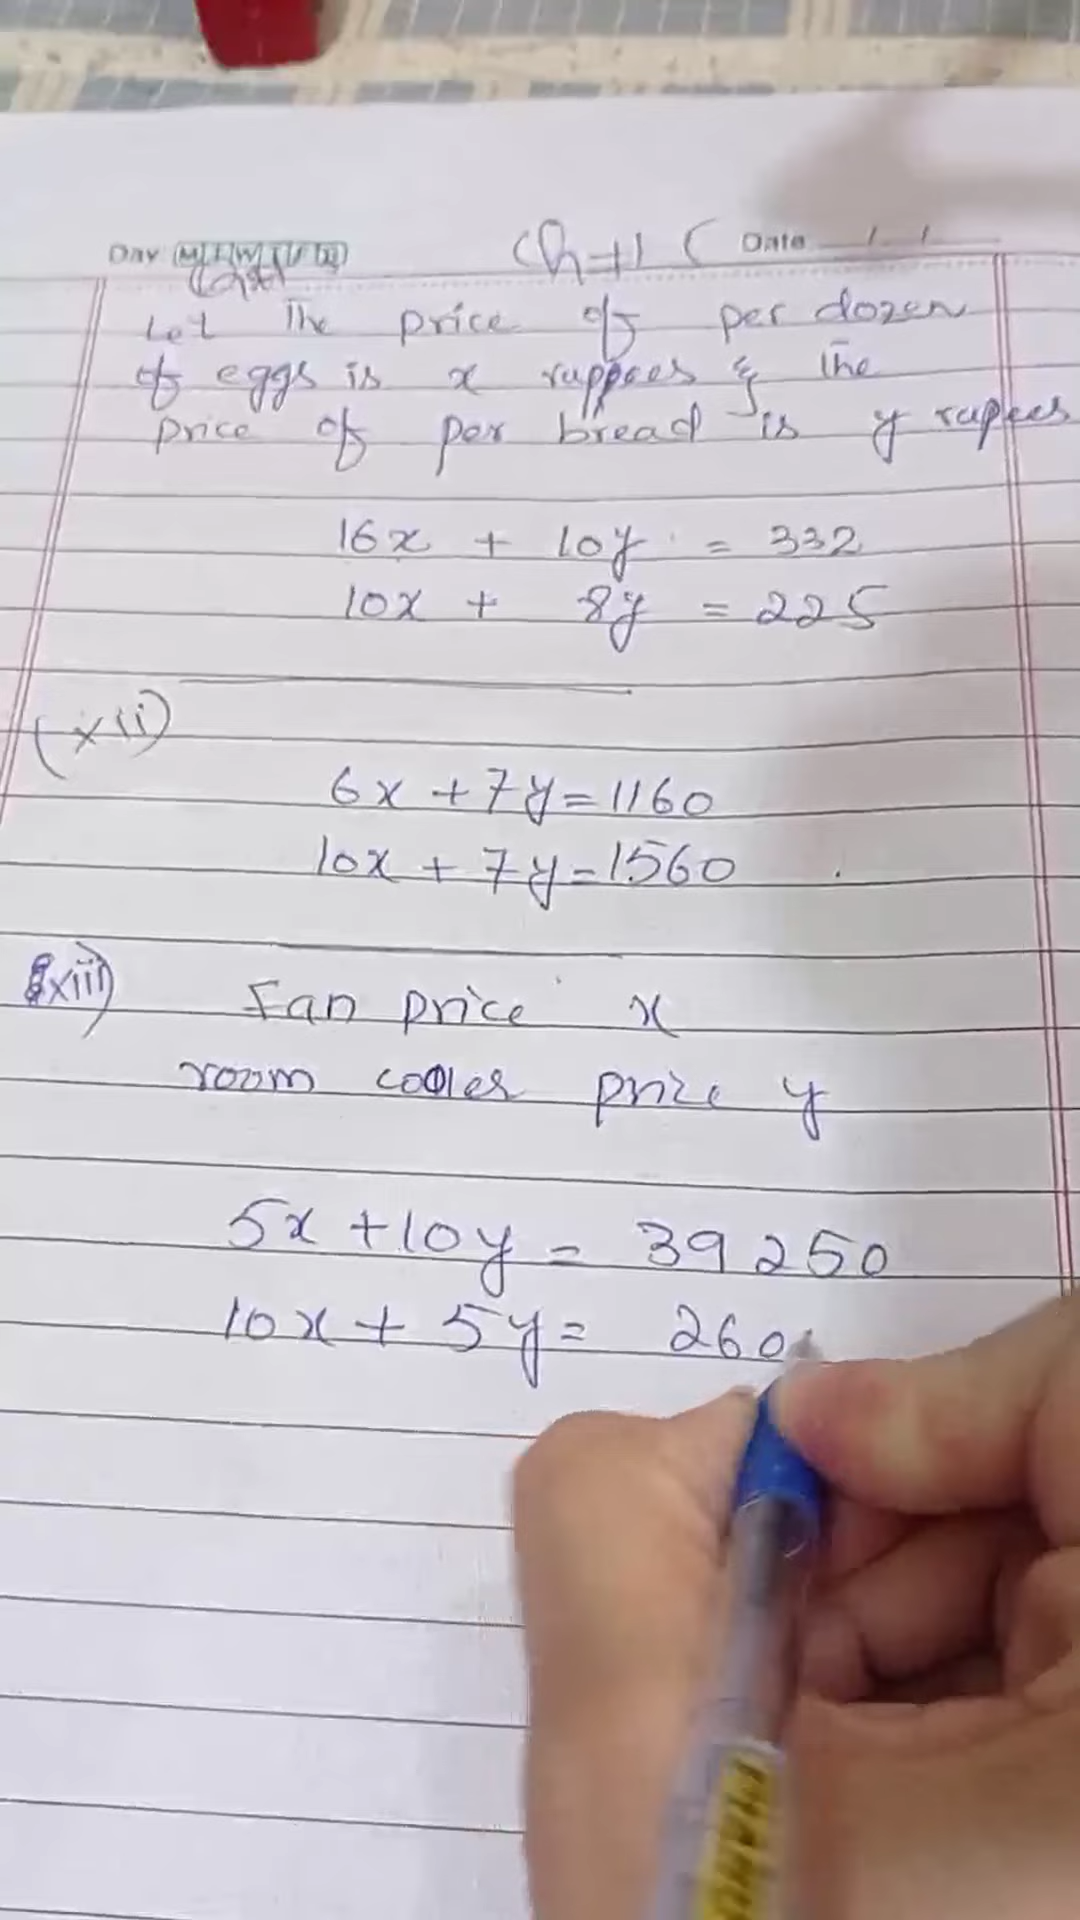 Day
Ch-1 ( Date / /
Let The price of per dozen
of eggs is x ruppees & the
price of per bread is y rupees
16x + 10y = 332
10x + 8y = 225
(xii)
6x + 7y = 1160
10x + 7y = 1560
xiii)
Fan price x
room cooler price y
5x + 10y = 39250
10x + 5y = 260